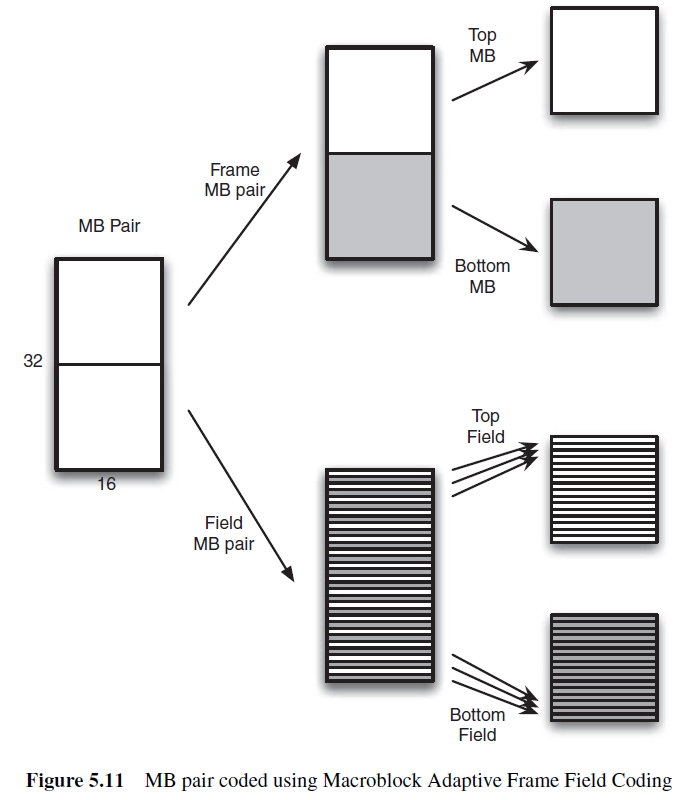 Top
MB
Frame
MB pair
MB Pair
Bottom
MB
32
16
Top
Field
Field
MB pair
Bottom
Field
Figure 5.11 MB pair coded using Macroblock Adaptive Frame Field Coding